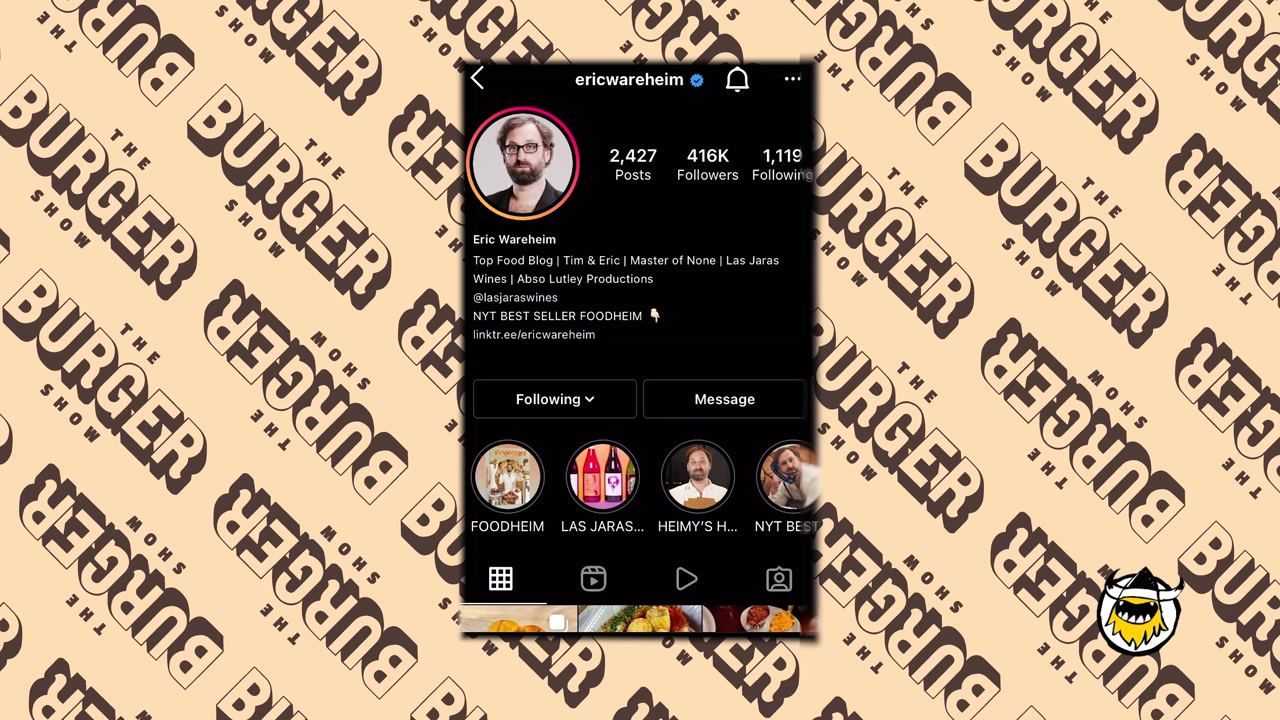 ericwareheim
2,427
416K
1,119
Posts
Followers
Following
Eric Wareheim
Top Food Blog | Tim & Eric | Master of None | Las Jaras
Wines | Abso Lutley Productions
@lasjaraswines
NYT BEST SELLER FOODHEIM 👇🏻
linktr.ee/ericwareheim
Following
Message
FOODHEIM
LAS JARAS...
HEIMY'S H...
NYT BEST
THE
BURGER
SHOW